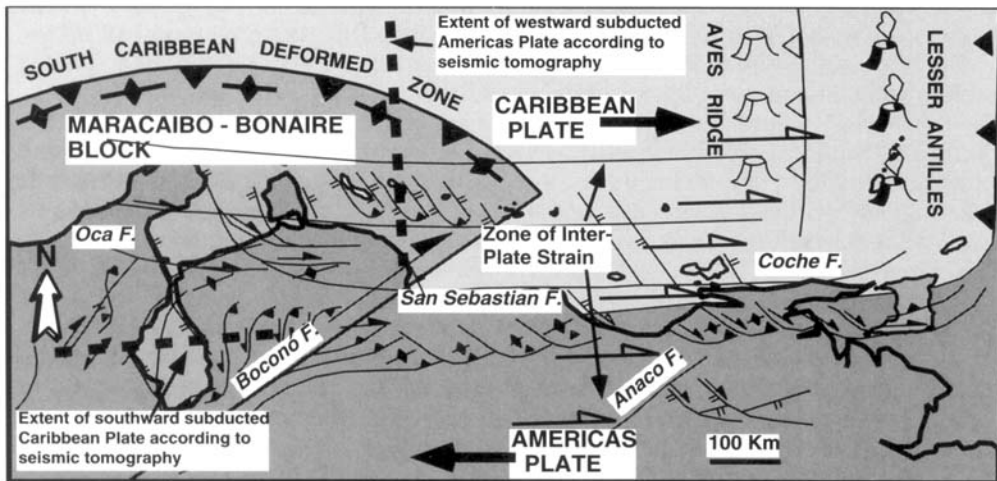 Extent of westward subducted
Americas Plate according to
seismic tomography
SOUTH CARIBBEAN DEFORMED ZONE
MARACAIBO - BONAIRE
BLOCK
CARIBBEAN
PLATE
AVES RIDGE
LESSER ANTILLES
Oca F.
N
Zone of Inter-
Plate Strain
Coche F.
San Sebastian F.
Boconó F.
Anaco F.
Extent of southward subducted
Caribbean Plate according to
seismic tomography
AMERICAS
PLATE
100 Km